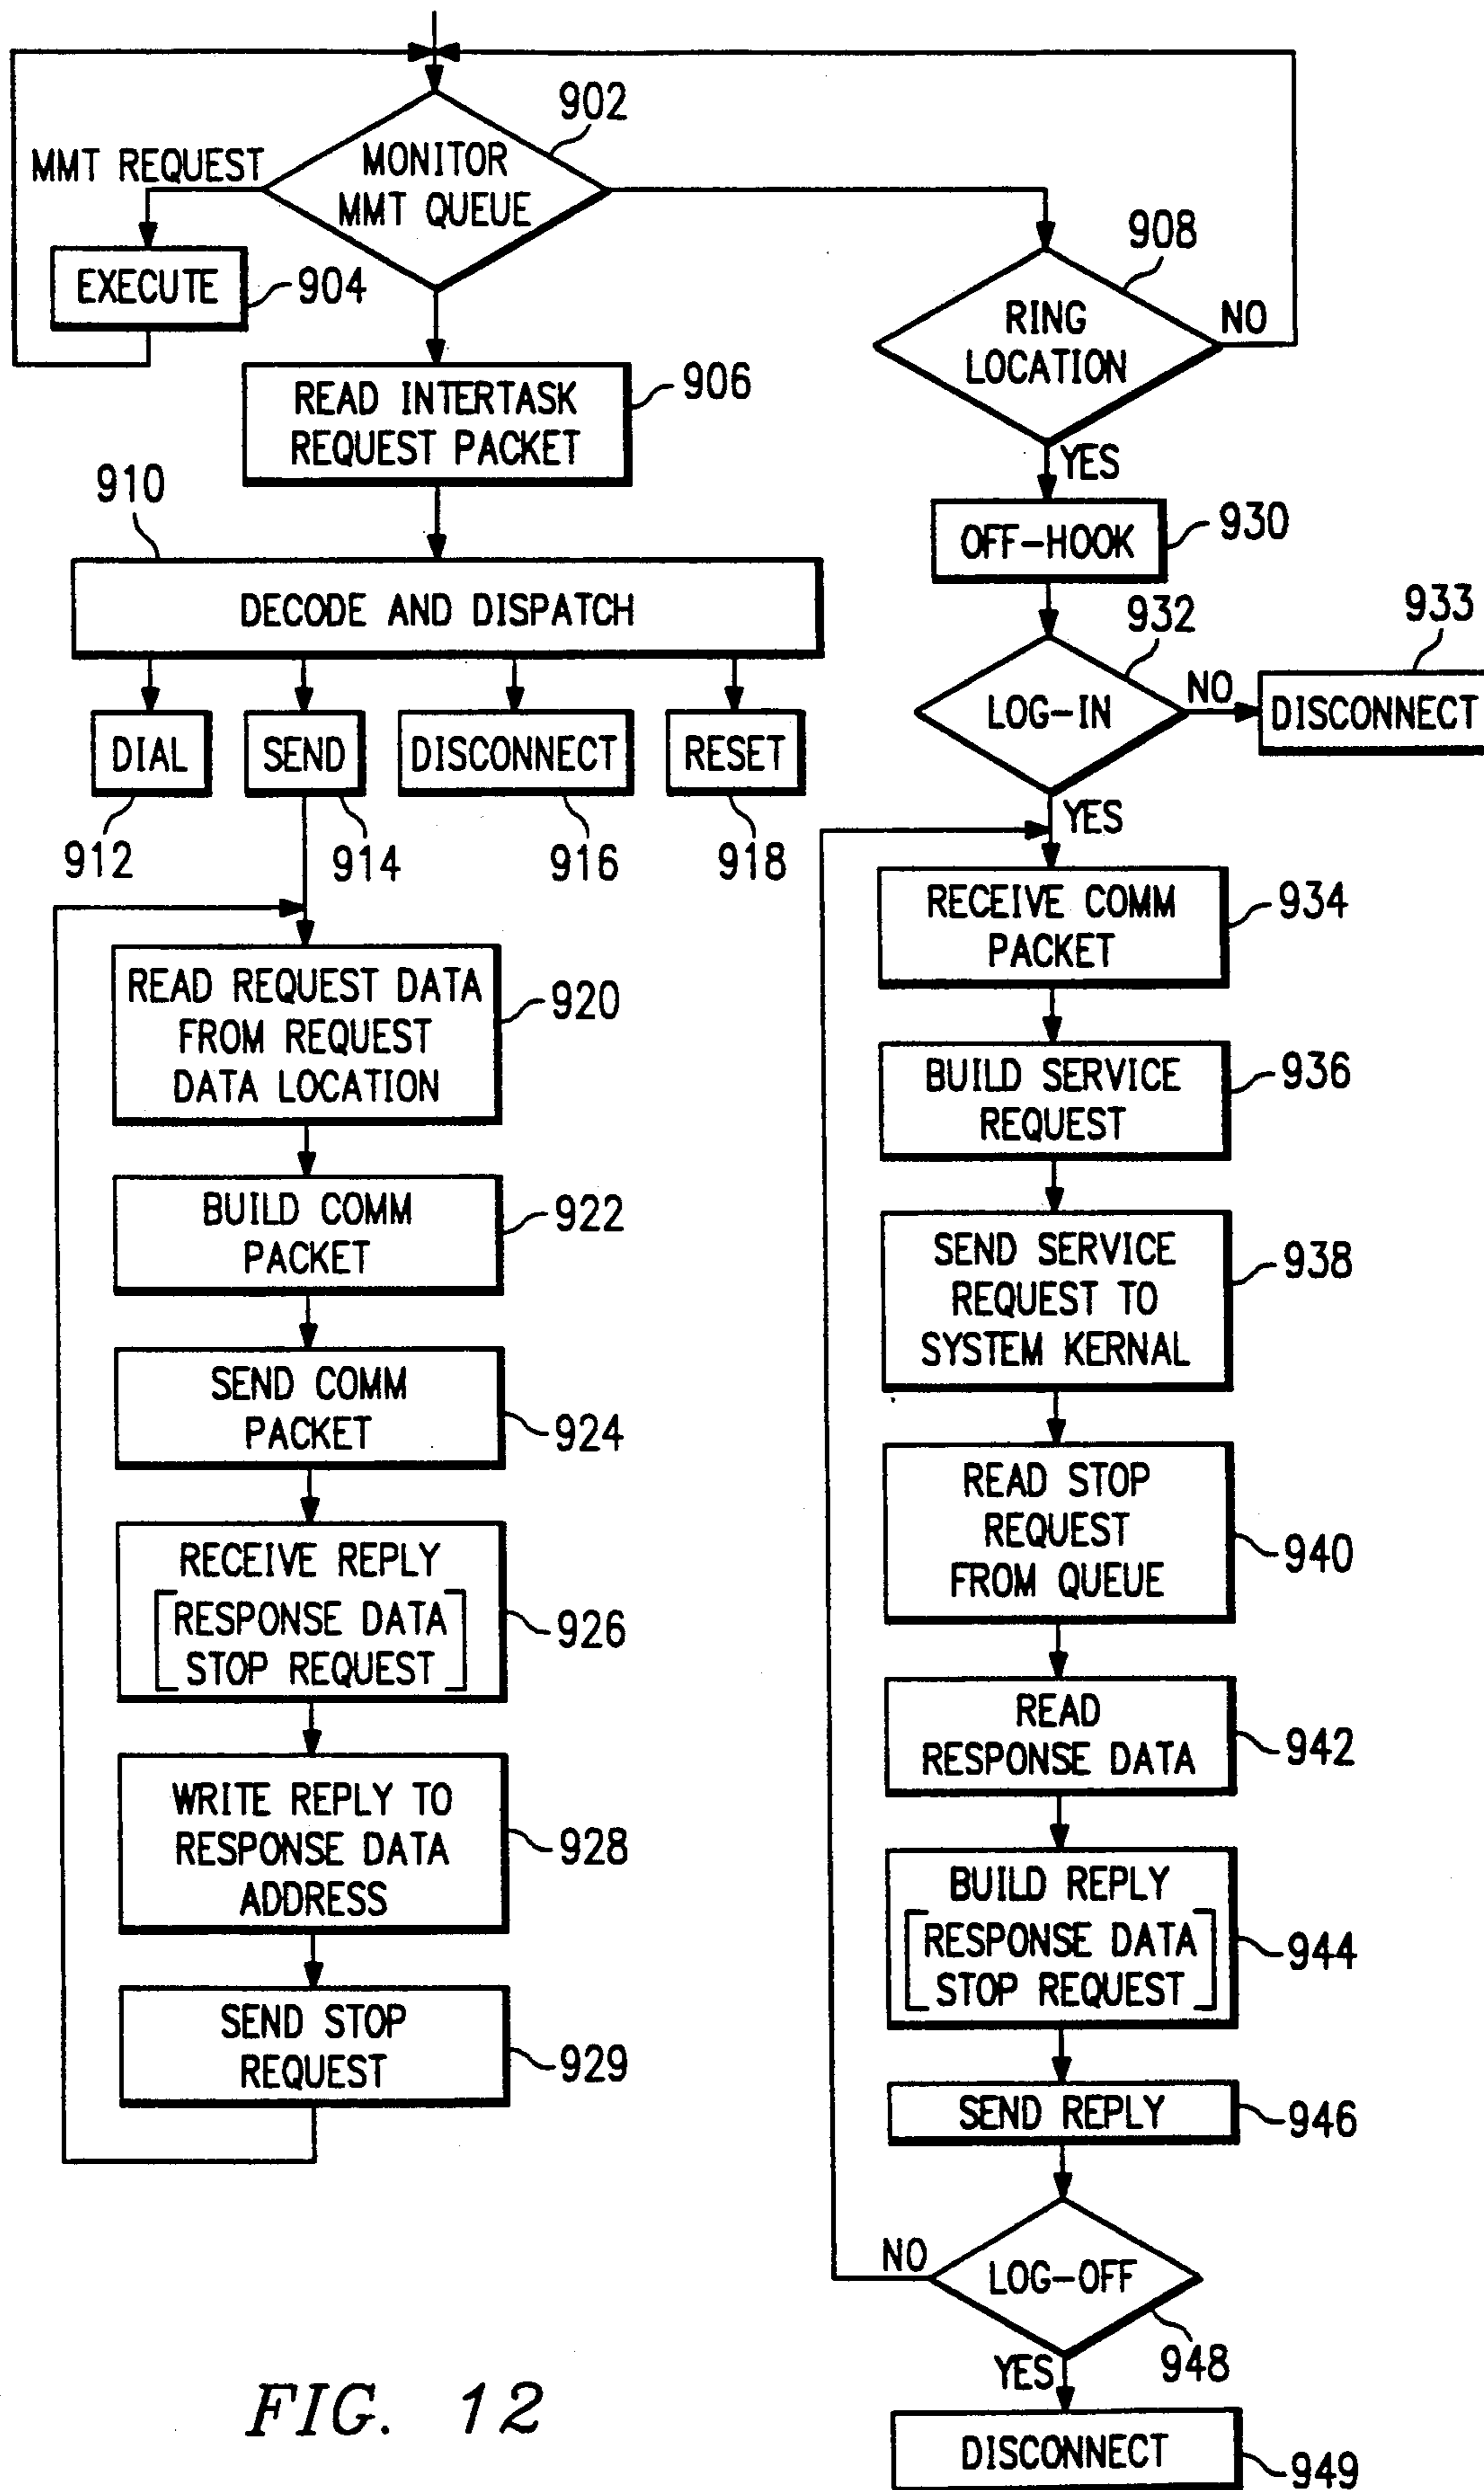 902
MMT REQUEST
MONITOR
MMT QUEUE
EXECUTE
904
908
RING
LOCATION
NO
YES
READ INTERTASK
REQUEST PACKET
906
910
DECODE AND DISPATCH
DIAL
SEND
DISCONNECT
RESET
912
914
916
918
READ REQUEST DATA
FROM REQUEST
DATA LOCATION
920
BUILD COMM
PACKET
922
SEND COMM
PACKET
924
RECEIVE REPLY
RESPONSE DATA
STOP REQUEST
926
WRITE REPLY TO
RESPONSE DATA
ADDRESS
928
SEND STOP
REQUEST
929
OFF-HOOK
930
932
LOG-IN
NO
933
DISCONNECT
YES
RECEIVE COMM
PACKET
934
BUILD SERVICE
REQUEST
936
SEND SERVICE
REQUEST TO
SYSTEM KERNAL
938
READ STOP
REQUEST
FROM QUEUE
940
READ
RESPONSE DATA
942
BUILD REPLY
RESPONSE DATA
STOP REQUEST
944
SEND REPLY
946
NO
LOG-OFF
948
YES
DISCONNECT
949
FIG. 12